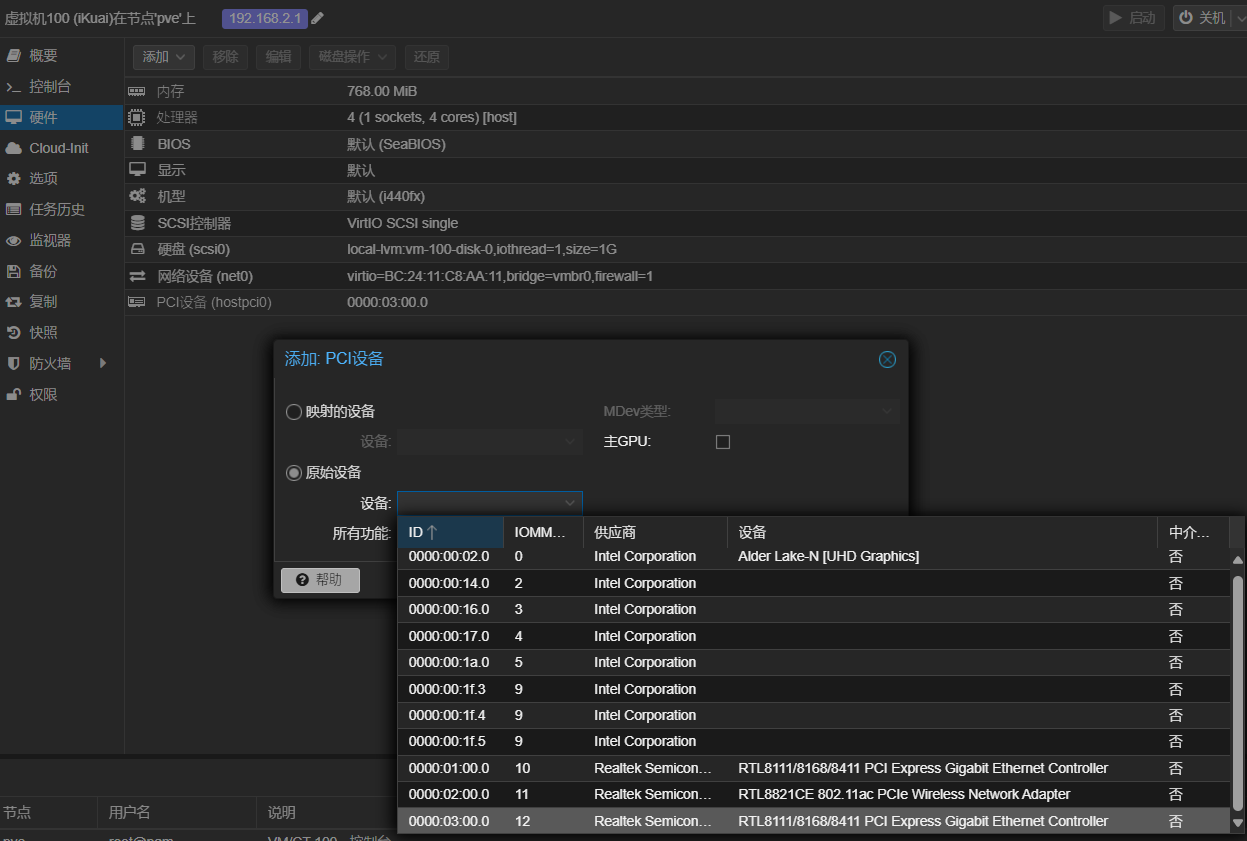 虚拟机100 (iKuai)在节点'pve'上 192.168.2.1 启动 关机
概要
控制台
硬件
Cloud-Init
选项
任务历史
监视器
备份
复制
快照
防火墙
权限
添加 移除 编辑 磁盘操作 还原
内存 768.00 MiB
处理器 4 (1 sockets, 4 cores) [host]
BIOS 默认 (SeaBIOS)
显示 默认
机型 默认 (i440fx)
SCSI控制器 VirtIO SCSI single
硬盘 (scsi0) local-lvm:vm-100-disk-0,iothread=1,size=1G
网络设备 (net0) virtio=BC:24:11:C8:AA:11,bridge=vmbr0,firewall=1
PCI设备 (hostpci0) 0000:03:00.0
添加: PCI设备
映射的设备 MDev类型:
设备: 主GPU:
原始设备
设备:
所有功能:
帮助
ID IOMM... 供应商 设备 中介...
0000:00:02.0 0 Intel Corporation Alder Lake-N [UHD Graphics] 否
0000:00:14.0 2 Intel Corporation 否
0000:00:16.0 3 Intel Corporation 否
0000:00:17.0 4 Intel Corporation 否
0000:00:1a.0 5 Intel Corporation 否
0000:00:1f.3 9 Intel Corporation 否
0000:00:1f.4 9 Intel Corporation 否
0000:00:1f.5 9 Intel Corporation 否
0000:01:00.0 10 Realtek Semicon... RTL8111/8168/8411 PCI Express Gigabit Ethernet Controller 否
0000:02:00.0 11 Realtek Semicon... RTL8821CE 802.11ac PCIe Wireless Network Adapter 否
0000:03:00.0 12 Realtek Semicon... RTL8111/8168/8411 PCI Express Gigabit Ethernet Controller 否
节点 用户名 说明